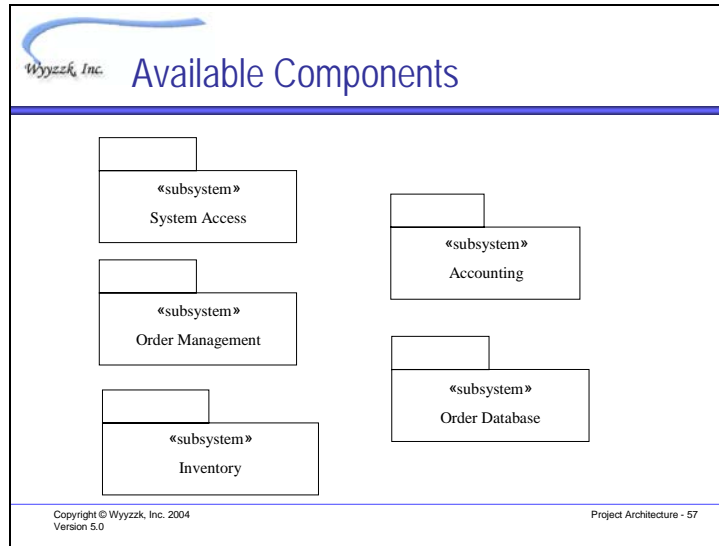 Wyyzzk, Inc.
Available Components
«subsystem»
System Access
«subsystem»
Order Management
«subsystem»
Inventory
«subsystem»
Accounting
«subsystem»
Order Database
Copyright © Wyyzzk, Inc. 2004
Version 5.0
Project Architecture - 57